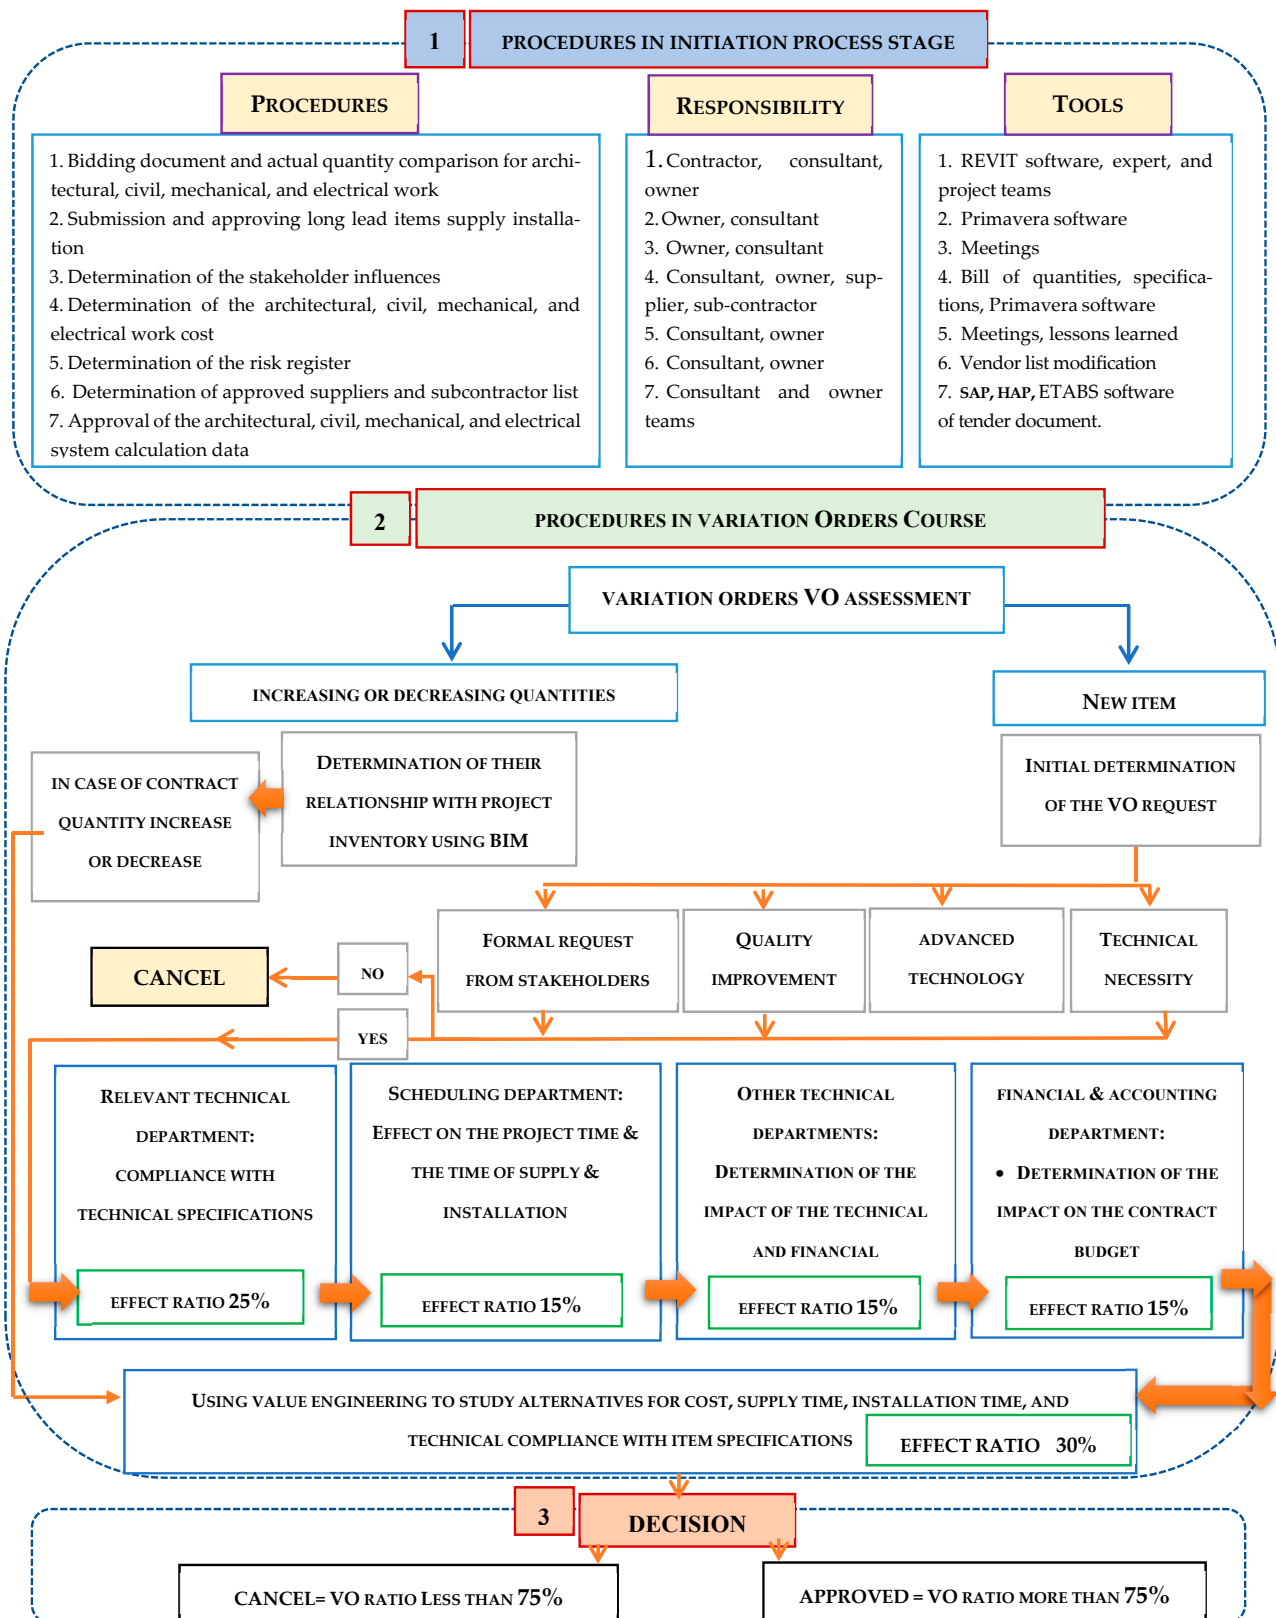 1
PROCEDURES IN INITIATION PROCESS STAGE
PROCEDURES
1. Bidding document and actual quantity comparison for archi-
tectural, civil, mechanical, and electrical work
2. Submission and approving long lead items supply installa-
tion
3. Determination of the stakeholder influences
4. Determination of the architectural, civil, mechanical, and
electrical work cost
5. Determination of the risk register
6. Determination of approved suppliers and subcontractor list
7. Approval of the architectural, civil, mechanical, and electrical
system calculation data
RESPONSIBILITY
1. Contractor, consultant,
owner
2. Owner, consultant
3. Owner, consultant
4. Consultant, owner, sup-
plier, sub-contractor
5. Consultant, owner
6. Consultant, owner
7. Consultant and owner
teams
TOOLS
1. REVIT software, expert, and
project teams
2. Primavera software
3. Meetings
4. Bill of quantities, specifica-
tions, Primavera software
5. Meetings, lessons learned
6. Vendor list modification
7. SAP, HAP, ETABS software
of tender document.
2
PROCEDURES IN VARIATION ORDERS COURSE
VARIATION ORDERS VO ASSESSMENT
INCREASING OR DECREASING QUANTITIES
NEW ITEM
IN CASE OF CONTRACT
QUANTITY INCREASE
OR DECREASE
DETERMINATION OF THEIR
RELATIONSHIP WITH PROJECT
INVENTORY USING BIM
INITIAL DETERMINATION
OF THE VO REQUEST
FORMAL REQUEST
FROM STAKEHOLDERS
QUALITY
IMPROVEMENT
ADVANCED
TECHNOLOGY
TECHNICAL
NECESSITY
CANCEL
NO
YES
RELEVANT TECHNICAL
DEPARTMENT:
COMPLIANCE WITH
TECHNICAL SPECIFICATIONS
EFFECT RATIO 25%
SCHEDULING DEPARTMENT:
EFFECT ON THE PROJECT TIME &
THE TIME OF SUPPLY &
INSTALLATION
EFFECT RATIO 15%
OTHER TECHNICAL
DEPARTMENTS:
DETERMINATION OF THE
IMPACT OF THE TECHNICAL
AND FINANCIAL
EFFECT RATIO 15%
FINANCIAL & ACCOUNTING
DEPARTMENT:
• DETERMINATION OF THE
IMPACT ON THE CONTRACT
BUDGET
EFFECT RATIO 15%
USING VALUE ENGINEERING TO STUDY ALTERNATIVES FOR COST, SUPPLY TIME, INSTALLATION TIME, AND
TECHNICAL COMPLIANCE WITH ITEM SPECIFICATIONS
EFFECT RATIO 30%
3
DECISION
CANCEL= VO RATIO LESS THAN 75%
APPROVED = VO RATIO MORE THAN 75%